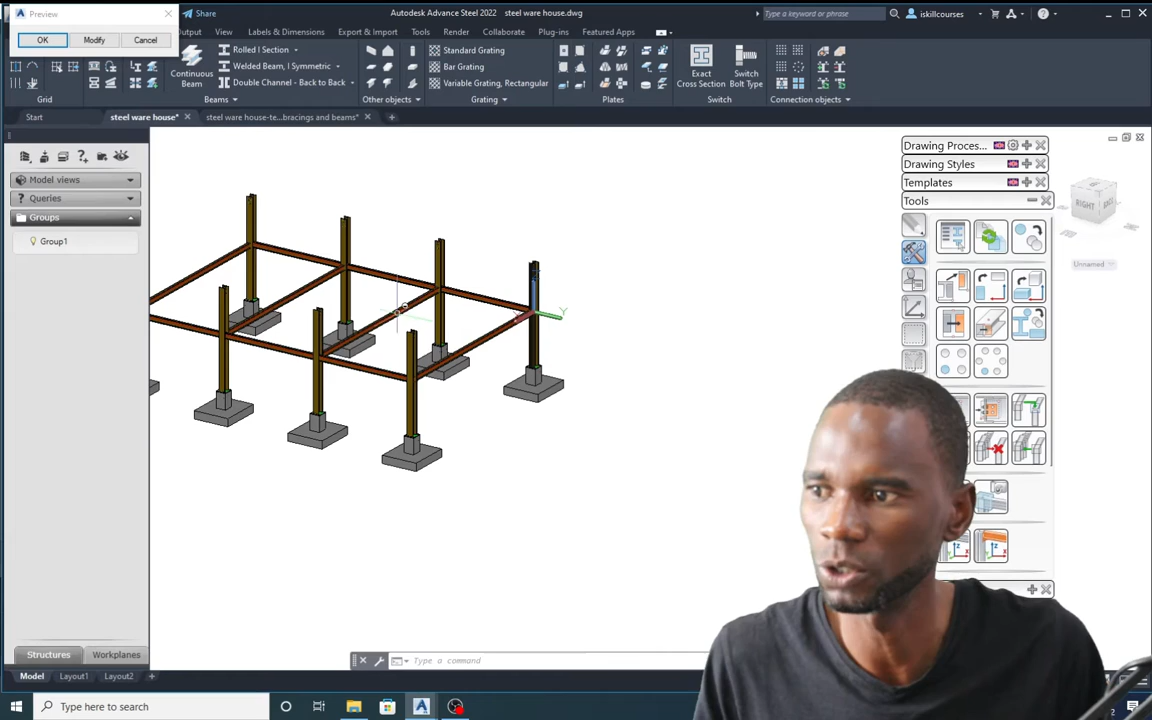 Preview
OK
Modify
Cancel
Share
Autodesk Advance Steel 2022
steel ware house.dwg
Type a keyword or phrase
iskillcourses
Output
View
Labels & Dimensions
Export & Import
Tools
Render
Collaborate
Plug-ins
Featured Apps
Continuous
Beam
Rolled I Section
Welded Beam, I Symmetric
Double Channel - Back to Back
Standard Grating
Bar Grating
Variable Grating, Rectangular
Exact
Cross Section
Switch
Bolt Type
Grid
Beams
Other objects
Grating
Plates
Switch
Connection objects
Start
steel ware house*
steel ware house-te...bracings and beams*
Model views
Queries
Groups
Group1
Structures
Workplanes
Drawing Proces...
Drawing Styles
Templates
Tools
RIGHT
Unnamed
Y
Type a command
Model
Layout1
Layout2
Type here to search